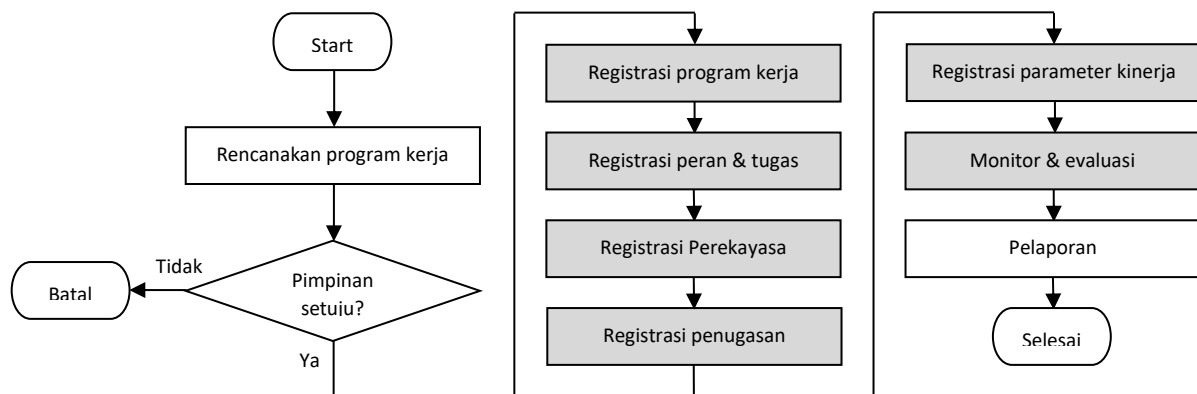 Start
Rencanakan program kerja
Pimpinan
setuju?
Tidak
Batal
Ya
Registrasi program kerja
Registrasi peran & tugas
Registrasi Perekayasa
Registrasi penugasan
Registrasi parameter kinerja
Monitor & evaluasi
Pelaporan
Selesai